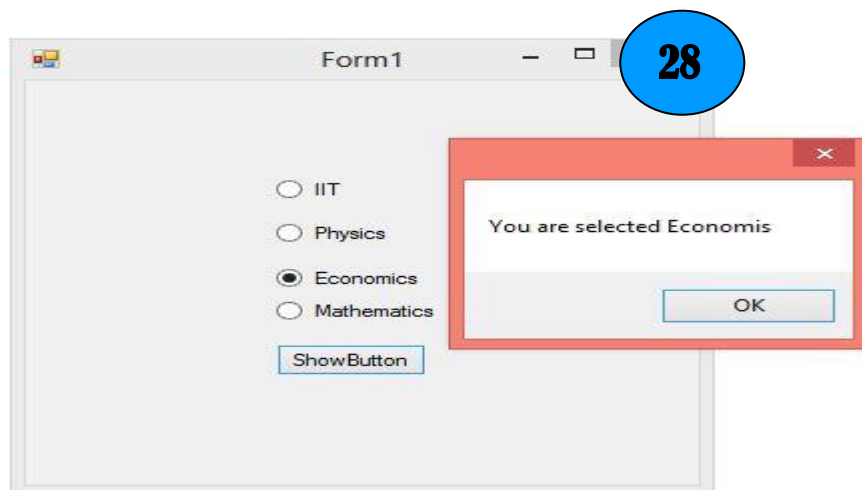 Form1
28
IIT
Physics
Economics
Mathematics
ShowButton
You are selected Economis
OK